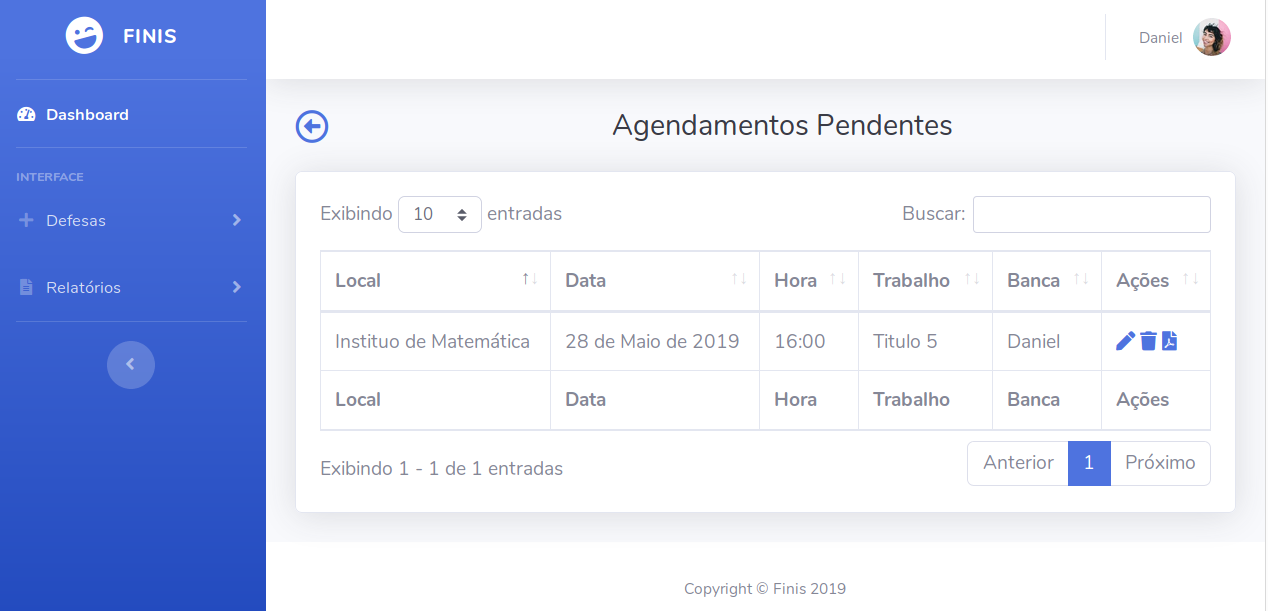 FINIS
Daniel
Dashboard
Agendamentos Pendentes
INTERFACE
Defesas
Relatórios
Exibindo 10 entradas
Buscar:
Local Data Hora Trabalho Banca Ações
Instituo de Matemática 28 de Maio de 2019 16:00 Titulo 5 Daniel
Local Data Hora Trabalho Banca Ações
Exibindo 1 - 1 de 1 entradas
Anterior 1 Próximo
Copyright © Finis 2019